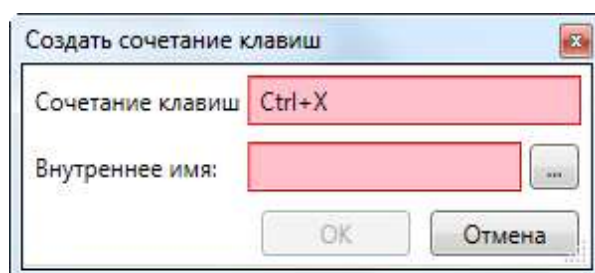 Создать сочетание клавиш
Сочетание клавиш Ctrl+X
Внутреннее имя: ...
OK Отмена